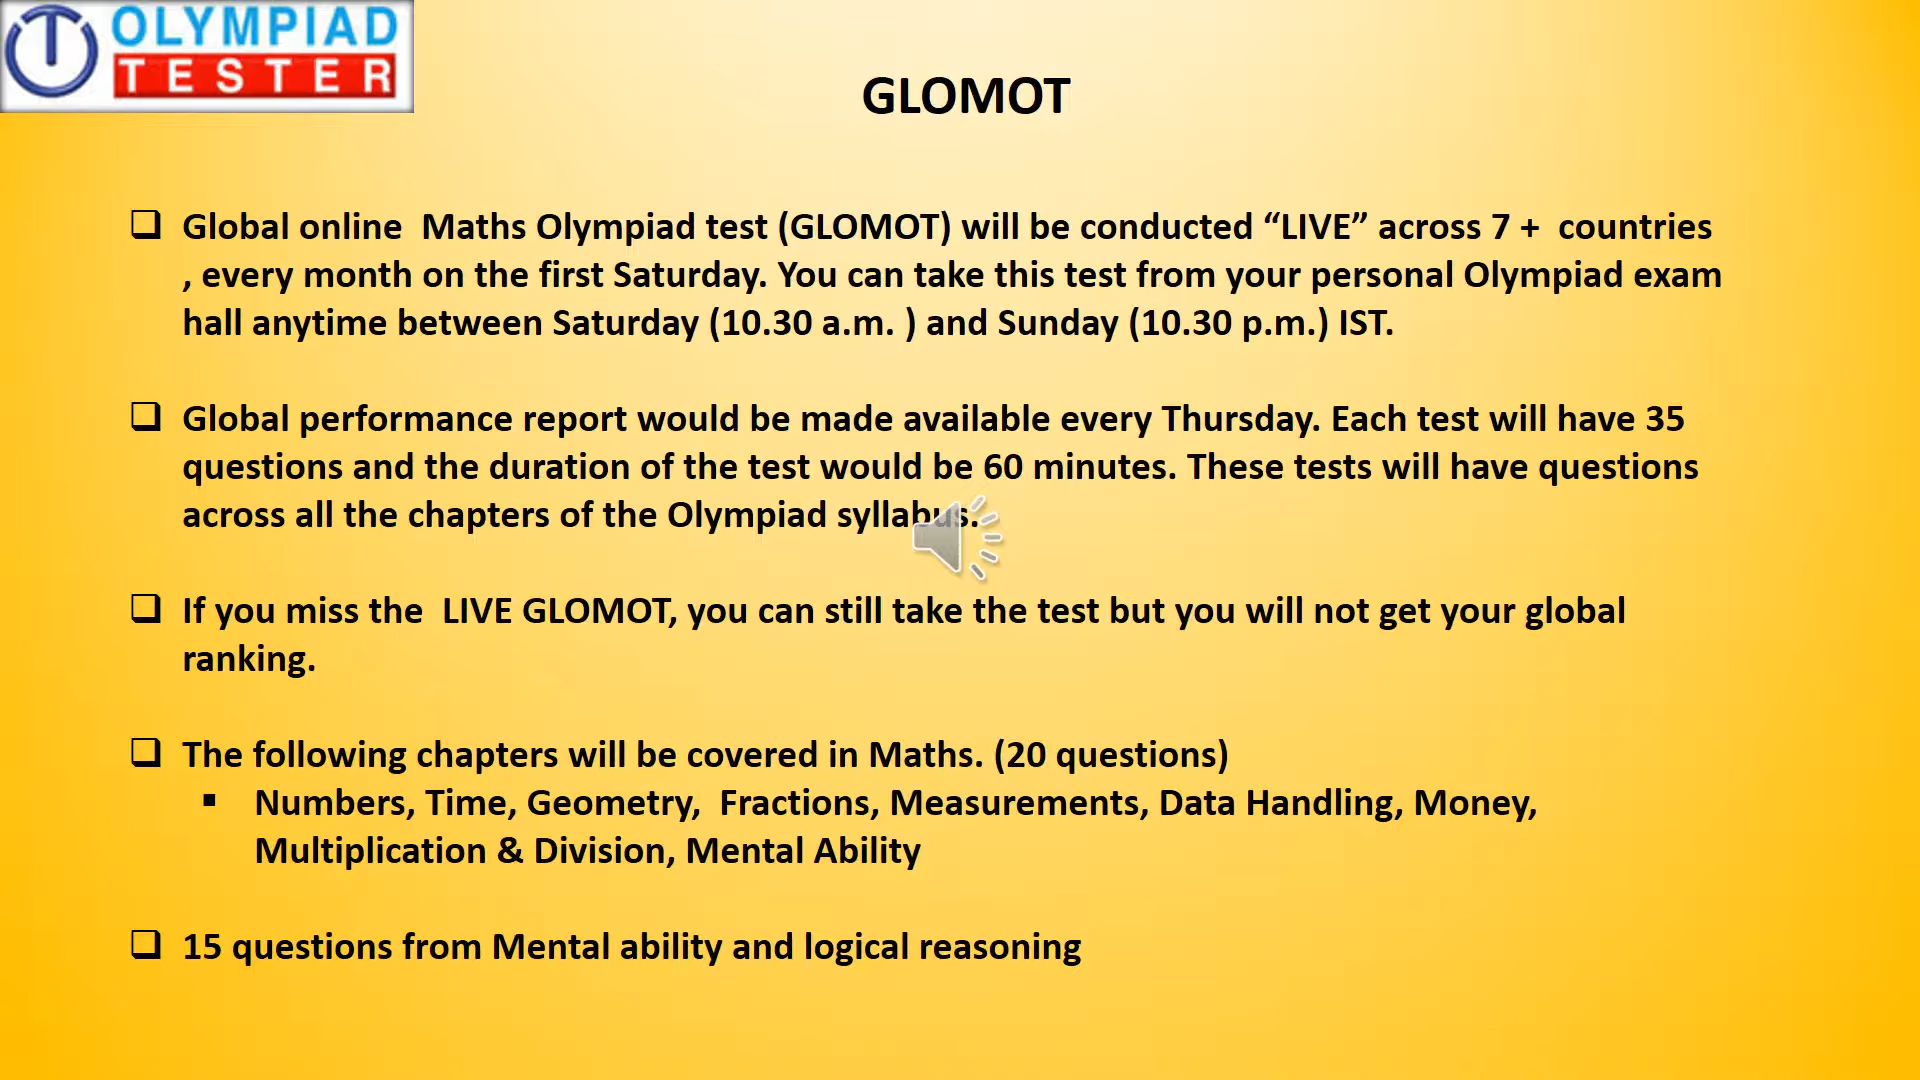 OLYMPIAD
TESTER
GLOMOT
Global online  Maths Olympiad test (GLOMOT) will be conducted “LIVE” across 7 +  countries
, every month on the first Saturday. You can take this test from your personal Olympiad exam
hall anytime between Saturday (10.30 a.m. ) and Sunday (10.30 p.m.) IST.
Global performance report would be made available every Thursday. Each test will have 35
questions and the duration of the test would be 60 minutes. These tests will have questions
across all the chapters of the Olympiad syllabus.
If you miss the  LIVE GLOMOT, you can still take the test but you will not get your global
ranking.
The following chapters will be covered in Maths. (20 questions)
Numbers, Time, Geometry,  Fractions, Measurements, Data Handling, Money,
Multiplication & Division, Mental Ability
15 questions from Mental ability and logical reasoning